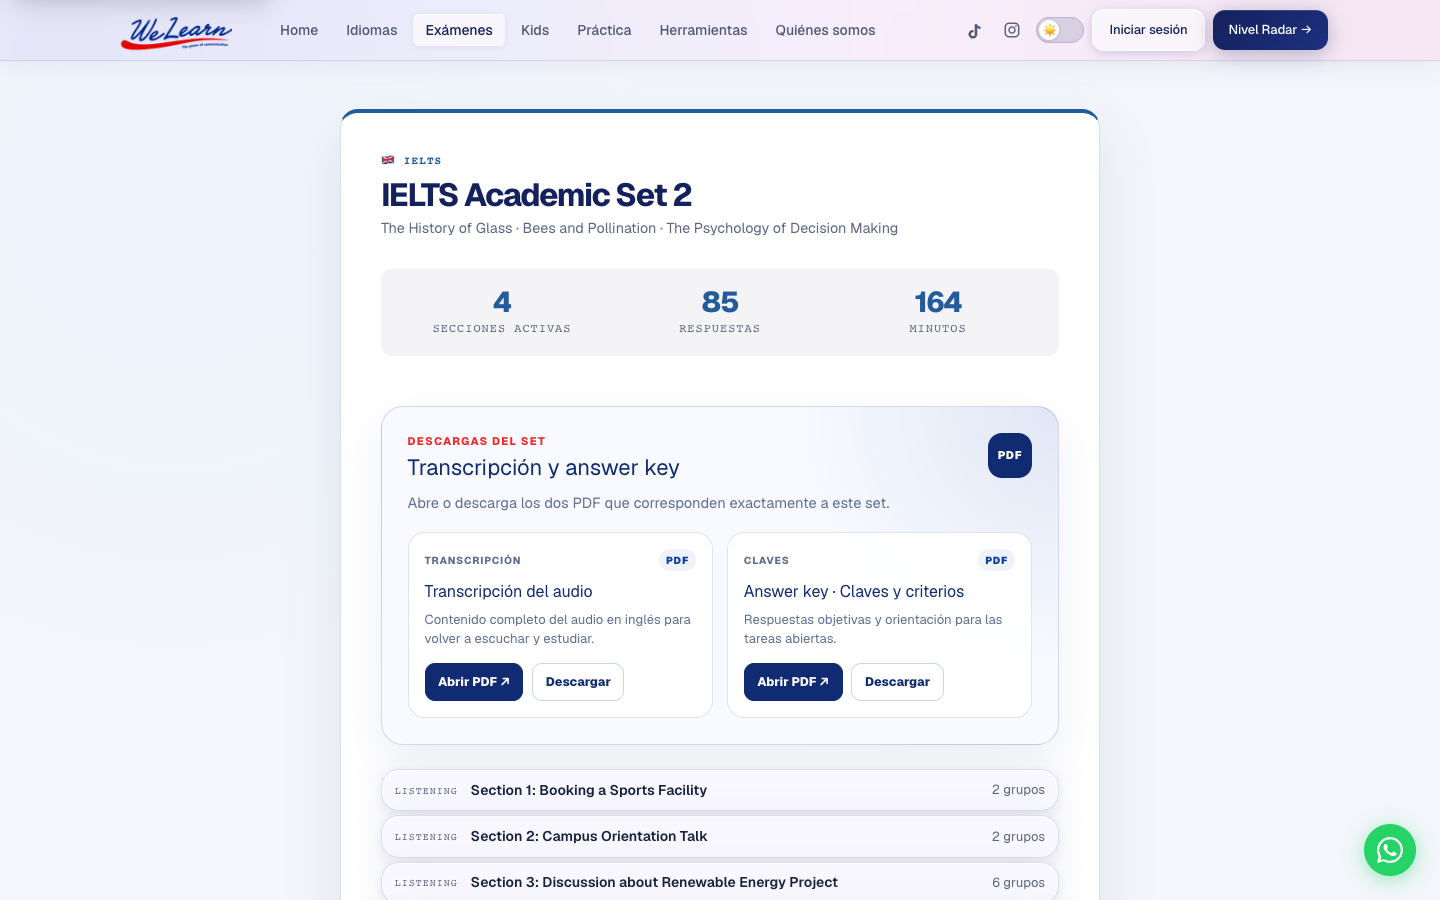 WeLearn
The power of communication
Home
Idiomas
Exámenes
Kids
Práctica
Herramientas
Quiénes somos
Iniciar sesión
Nivel Radar →
IELTS
IELTS Academic Set 2
The History of Glass · Bees and Pollination · The Psychology of Decision Making
4
SECCIONES ACTIVAS
85
RESPUESTAS
164
MINUTOS
DESCARGAS DEL SET
Transcripción y answer key
PDF
Abre o descarga los dos PDF que corresponden exactamente a este set.
TRANSCRIPCIÓN
PDF
Transcripción del audio
Contenido completo del audio en inglés para
volver a escuchar y estudiar.
Abrir PDF ↗
Descargar
CLAVES
PDF
Answer key · Claves y criterios
Respuestas objetivas y orientación para las
tareas abiertas.
Abrir PDF ↗
Descargar
LISTENING Section 1: Booking a Sports Facility 2 grupos
LISTENING Section 2: Campus Orientation Talk 2 grupos
LISTENING Section 3: Discussion about Renewable Energy Project 6 grupos